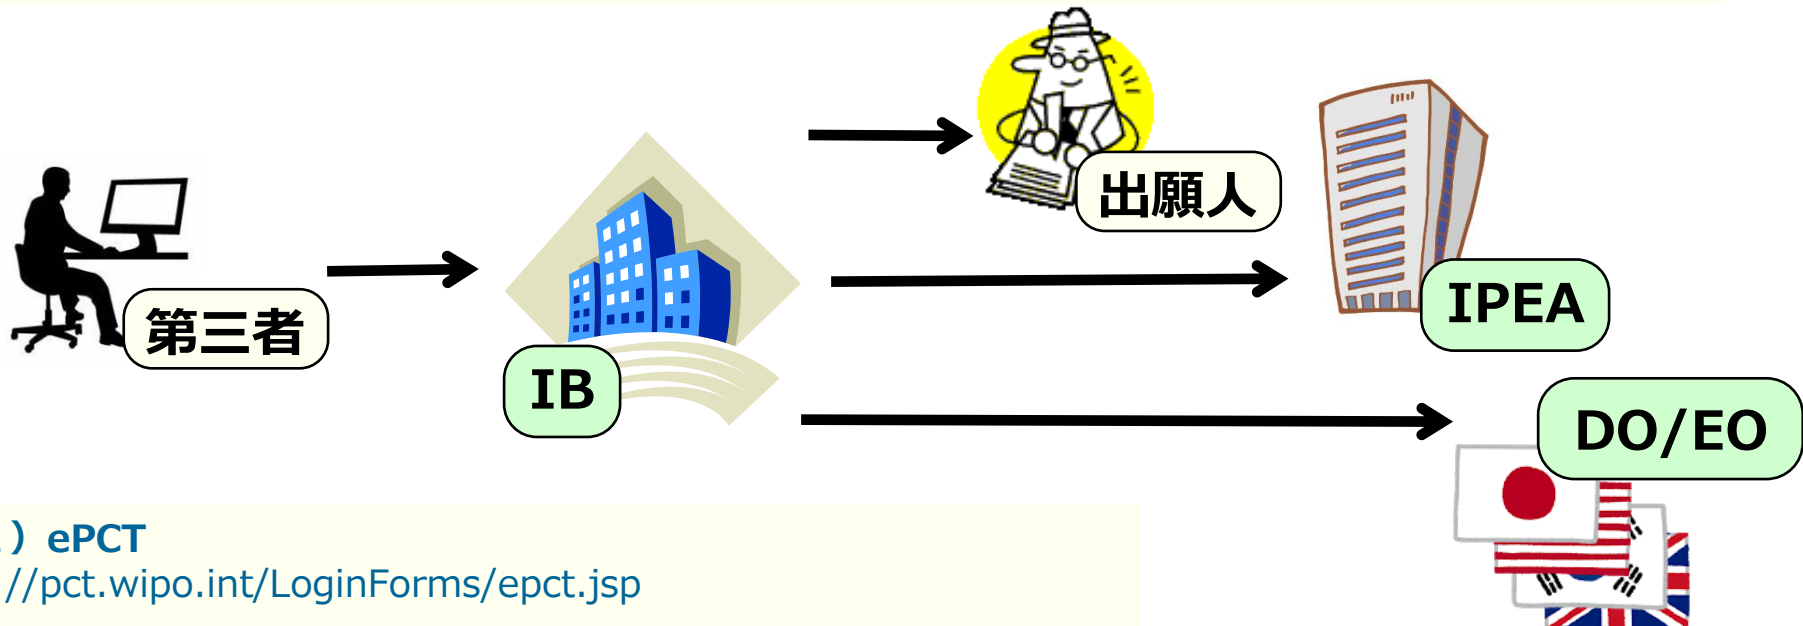 出願人
第三者
IPEA
IB
DO/EO
）ePCT
//pct.wipo.int/LoginForms/epct.jsp